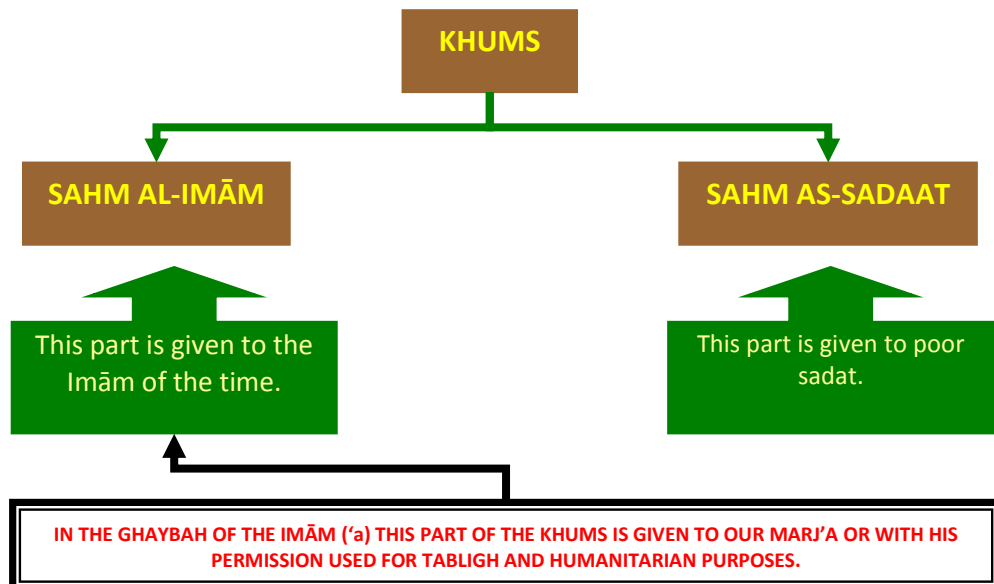 KHUMS
SAHM AL-IMĀM
SAHM AS-SADAAT
This part is given to the
Imām of the time.
This part is given to poor
sadat.
IN THE GHAYBAH OF THE IMĀM (‘a) THIS PART OF THE KHUMS IS GIVEN TO OUR MARJ’A OR WITH HIS
PERMISSION USED FOR TABLIGH AND HUMANITARIAN PURPOSES.